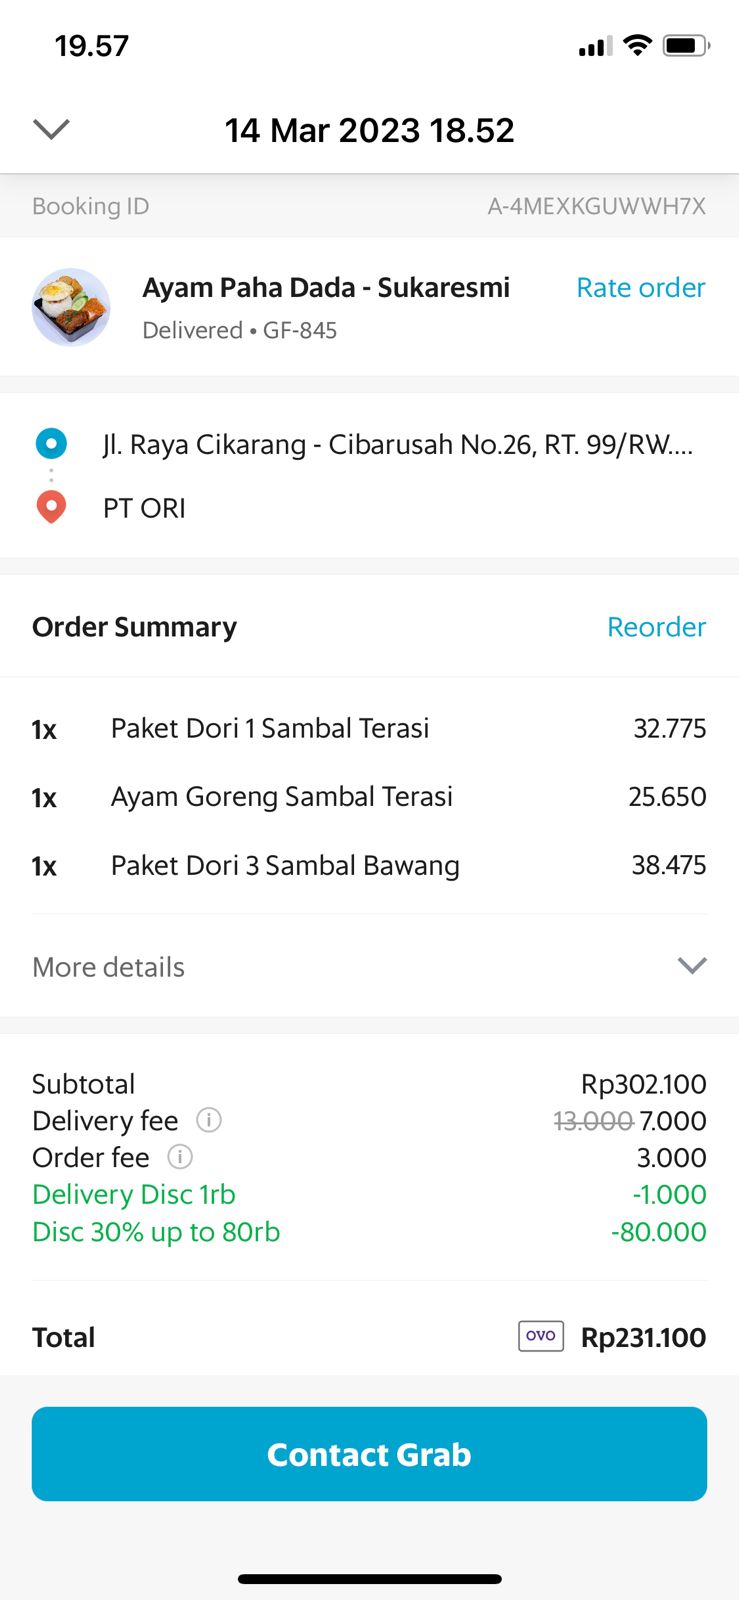 19.57
14 Mar 2023 18.52
Booking ID A-4MEXKGUWWH7X
Ayam Paha Dada - Sukaresmi Rate order
Delivered • GF-845
Jl. Raya Cikarang - Cibarusah No.26, RT. 99/RW....
PT ORI
Order Summary Reorder
1x Paket Dori 1 Sambal Terasi 32.775
1x Ayam Goreng Sambal Terasi 25.650
1x Paket Dori 3 Sambal Bawang 38.475
More details
Subtotal Rp302.100
Delivery fee 13.000 7.000
Order fee 3.000
Delivery Disc 1rb -1.000
Disc 30% up to 80rb -80.000
Total OVO Rp231.100
Contact Grab